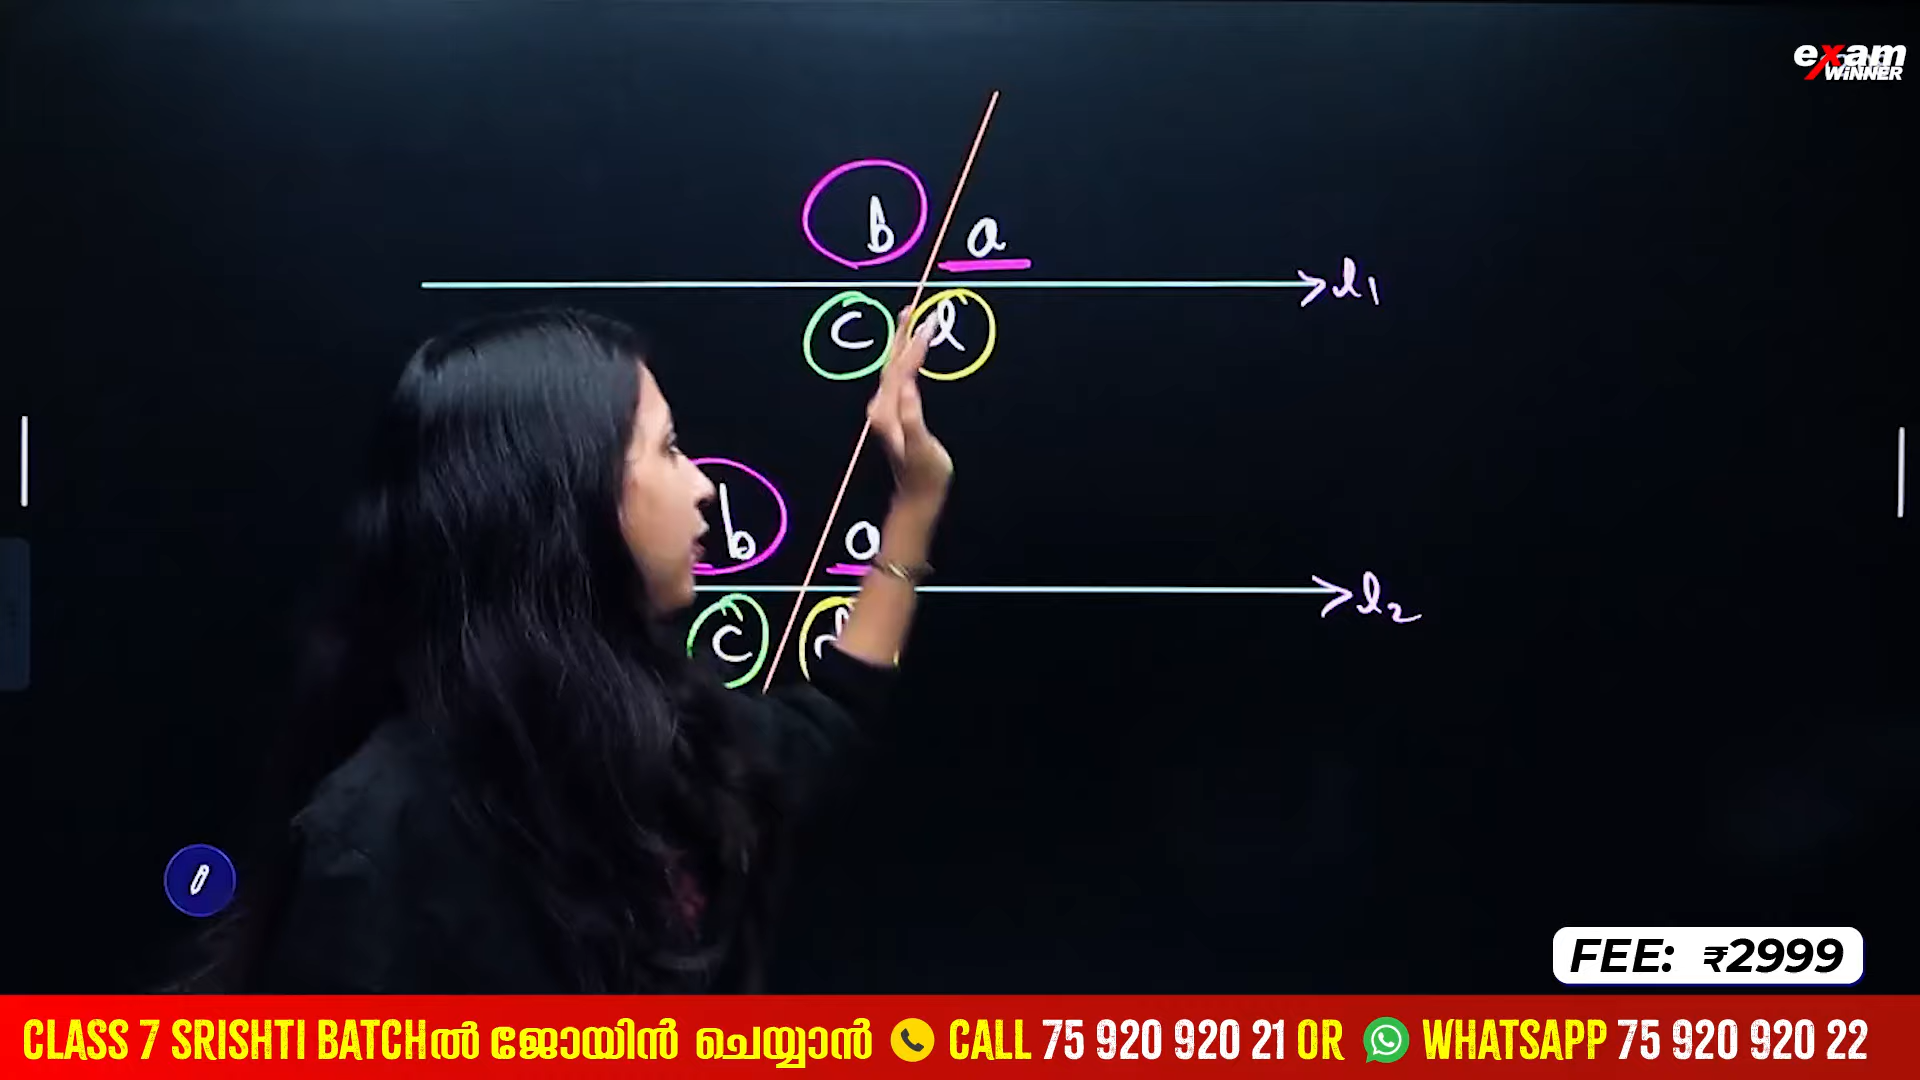 exam
WINNER
b a
l1
c d
b a
l2
c
FEE: ₹2999
CLASS 7 SRISHTI BATCHൽ ജോയിൻ ചെയ്യാൻ CALL 75 920 920 21 OR WHATSAPP 75 920 920 22